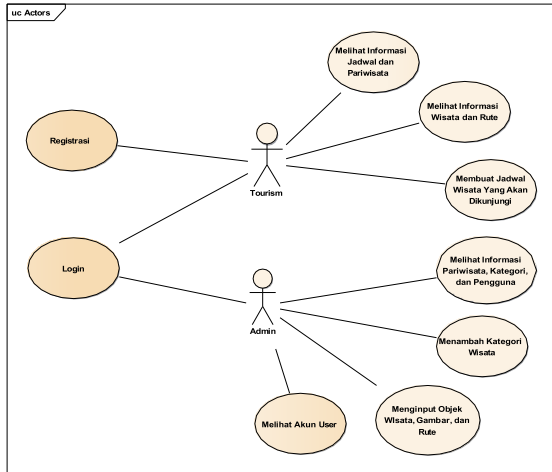 uc Actors
Melihat Informasi
Jadwal dan
Pariwisata
Melihat Informasi
Wisata dan Rute
Registrasi
Membuat Jadwal
Wisata Yang Akan
Dikunjungi
Tourism
Login
Melihat Informasi
Pariwisata, Kategori,
dan Pengguna
Admin
Menambah Kategori
Wisata
Melihat Akun User
Menginput Objek
WIsata, Gambar, dan
Rute